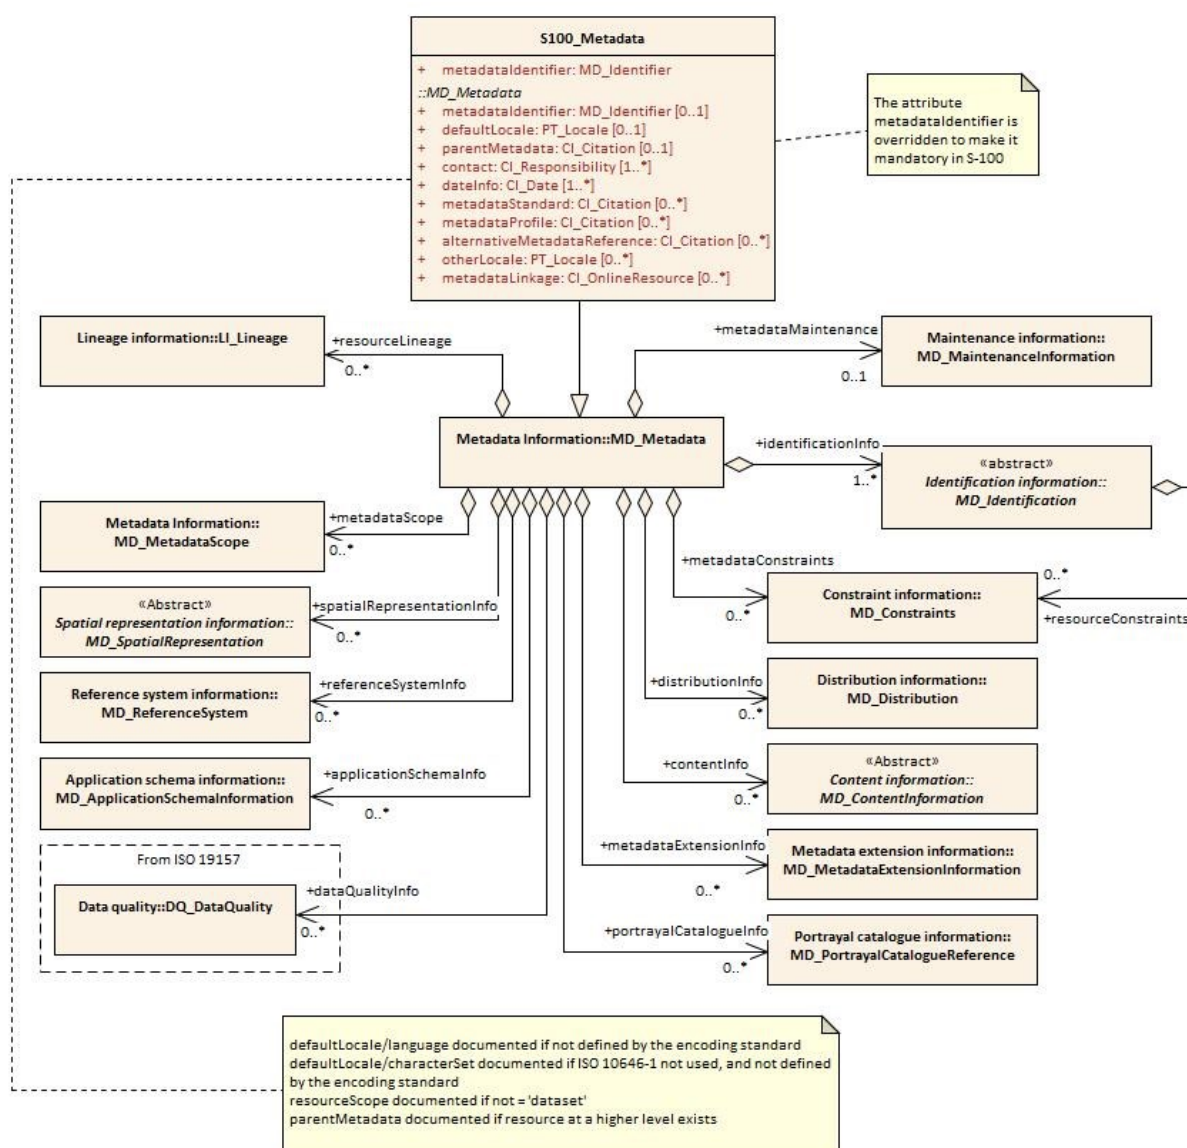 S100_Metadata
+ metadataIdentifier: MD_Identifier
::MD_Metadata
+ metadataIdentifier: MD_Identifier [0..1]
+ defaultLocale: PT_Locale [0..1]
+ parentMetadata: CI_Citation [0..1]
+ contact: CI_Responsibility [1..*]
+ dateInfo: CI_Date [1..*]
+ metadataStandard: CI_Citation [0..*]
+ metadataProfile: CI_Citation [0..*]
+ alternativeMetadataReference: CI_Citation [0..*]
+ otherLocale: PT_Locale [0..*]
+ metadataLinkage: CI_OnlineResource [0..*]
The attribute
metadataIdentifier is
overridden to make it
mandatory in S-100
Lineage information::LI_Lineage
+resourceLineage
0..*
+metadataMaintenance
0..1
Maintenance information::
MD_MaintenanceInformation
Metadata Information::MD_Metadata
+identificationInfo
1..*
«abstract»
Identification information::
MD_Identification
Metadata Information::
MD_MetadataScope
+metadataScope
0..*
+metadataConstraints
0..*
Constraint information::
MD_Constraints
0..*
+resourceConstraints
«Abstract»
Spatial representation information::
MD_SpatialRepresentation
+spatialRepresentationInfo
0..*
Reference system information::
MD_ReferenceSystem
+referenceSystemInfo
0..*
+distributionInfo
0..*
Distribution information::
MD_Distribution
Application schema information::
MD_ApplicationSchemaInformation
+applicationSchemaInfo
0..*
+contentInfo
0..*
«Abstract»
Content information::
MD_ContentInformation
From ISO 19157
Data quality::DQ_DataQuality
+dataQualityInfo
0..*
+metadataExtensionInfo
0..*
Metadata extension information::
MD_MetadataExtensionInformation
+portrayalCatalogueInfo
0..*
Portrayal catalogue information::
MD_PortrayalCatalogueReference
defaultLocale/language documented if not defined by the encoding standard
defaultLocale/characterSet documented if ISO 10646-1 not used, and not defined
by the encoding standard
resourceScope documented if not = 'dataset'
parentMetadata documented if resource at a higher level exists